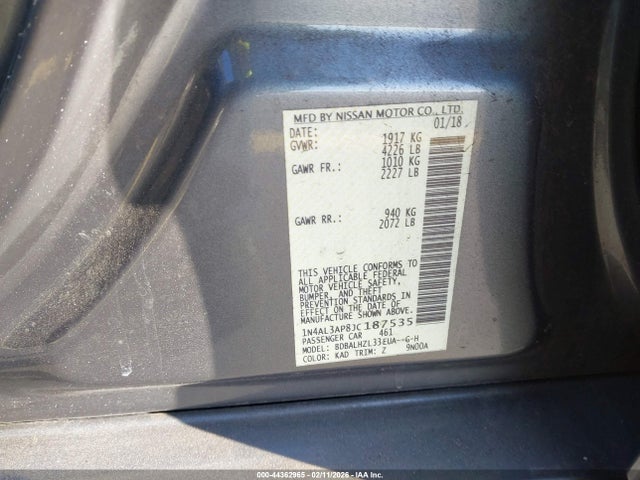 MFD BY NISSAN MOTOR CO., LTD.
DATE: 01/18
GVWR: 1917 KG
4226 LB
GAWR FR.: 1010 KG
2227 LB
GAWR RR.: 940 KG
2072 LB
THIS VEHICLE CONFORMS TO
ALL APPLICABLE FEDERAL
MOTOR VEHICLE SAFETY,
BUMPER, AND THEFT
PREVENTION STANDARDS IN
EFFECT ON THE DATE OF
MANUFACTURE SHOWN ABOVE.
1N4AL3AP8JC187535
PASSENGER CAR 461
MODEL: BDBALHZL33EUA--G-H
COLOR: KAD TRIM: Z 9N00A
000-44362965 - 02/11/2026 - IAA Inc.